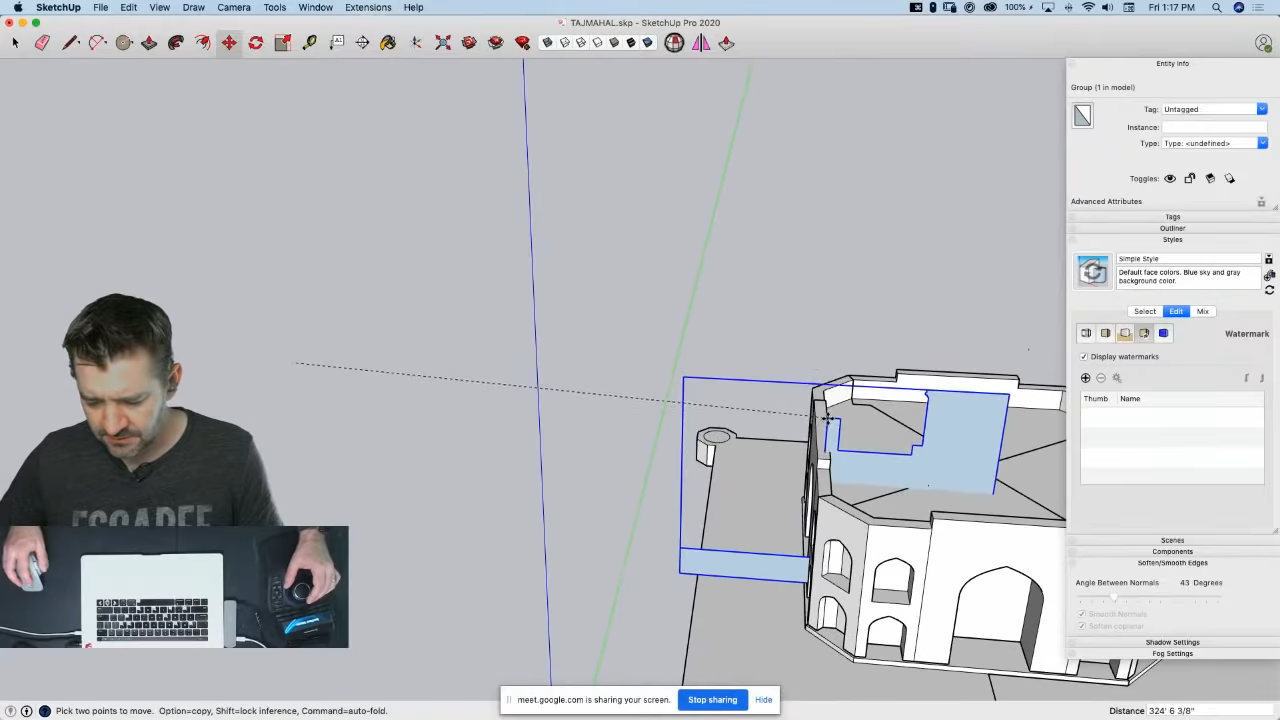 SketchUp File Edit View Draw Camera Tools Window Extensions Help 100% Fri 1:17 PM
TAJMAHAL.skp - SketchUp Pro 2020
Entity Info
Group (1 in model)
Tag: Untagged
Instance:
Type: Type: <undefined>
Toggles:
Advanced Attributes
Tags
Outliner
Styles
Simple Style
Default face colors. Blue sky and gray
background color.
Select Edit Mix
Watermark
Display watermarks
Thumb Name
Scenes
Components
Soften/Smooth Edges
Angle Between Normals 43 Degrees
Smooth Normals
Soften coplanar
Shadow Settings
Fog Settings
ESCAPEE
meet.google.com is sharing your screen. Stop sharing Hide
Pick two points to move. Option=copy, Shift=lock inference, Command=auto-fold. Distance 324' 6 3/8"